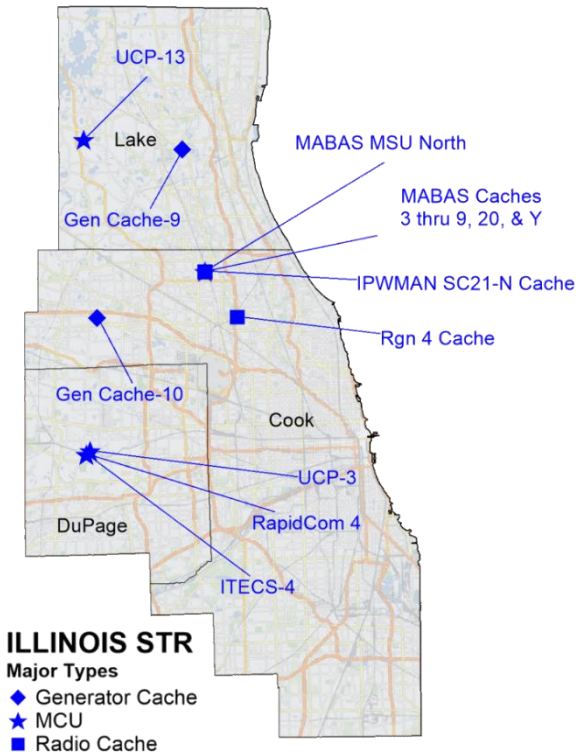 UCP-13
Lake
MABAS MSU North
MABAS Caches
3 thru 9, 20, & Y
Gen Cache-9
IPWMAN SC21-N Cache
Rgn 4 Cache
Gen Cache-10
Cook
UCP-3
RapidCom 4
DuPage
ITECS-4
ILLINOIS STR
Major Types
Generator Cache
MCU
Radio Cache